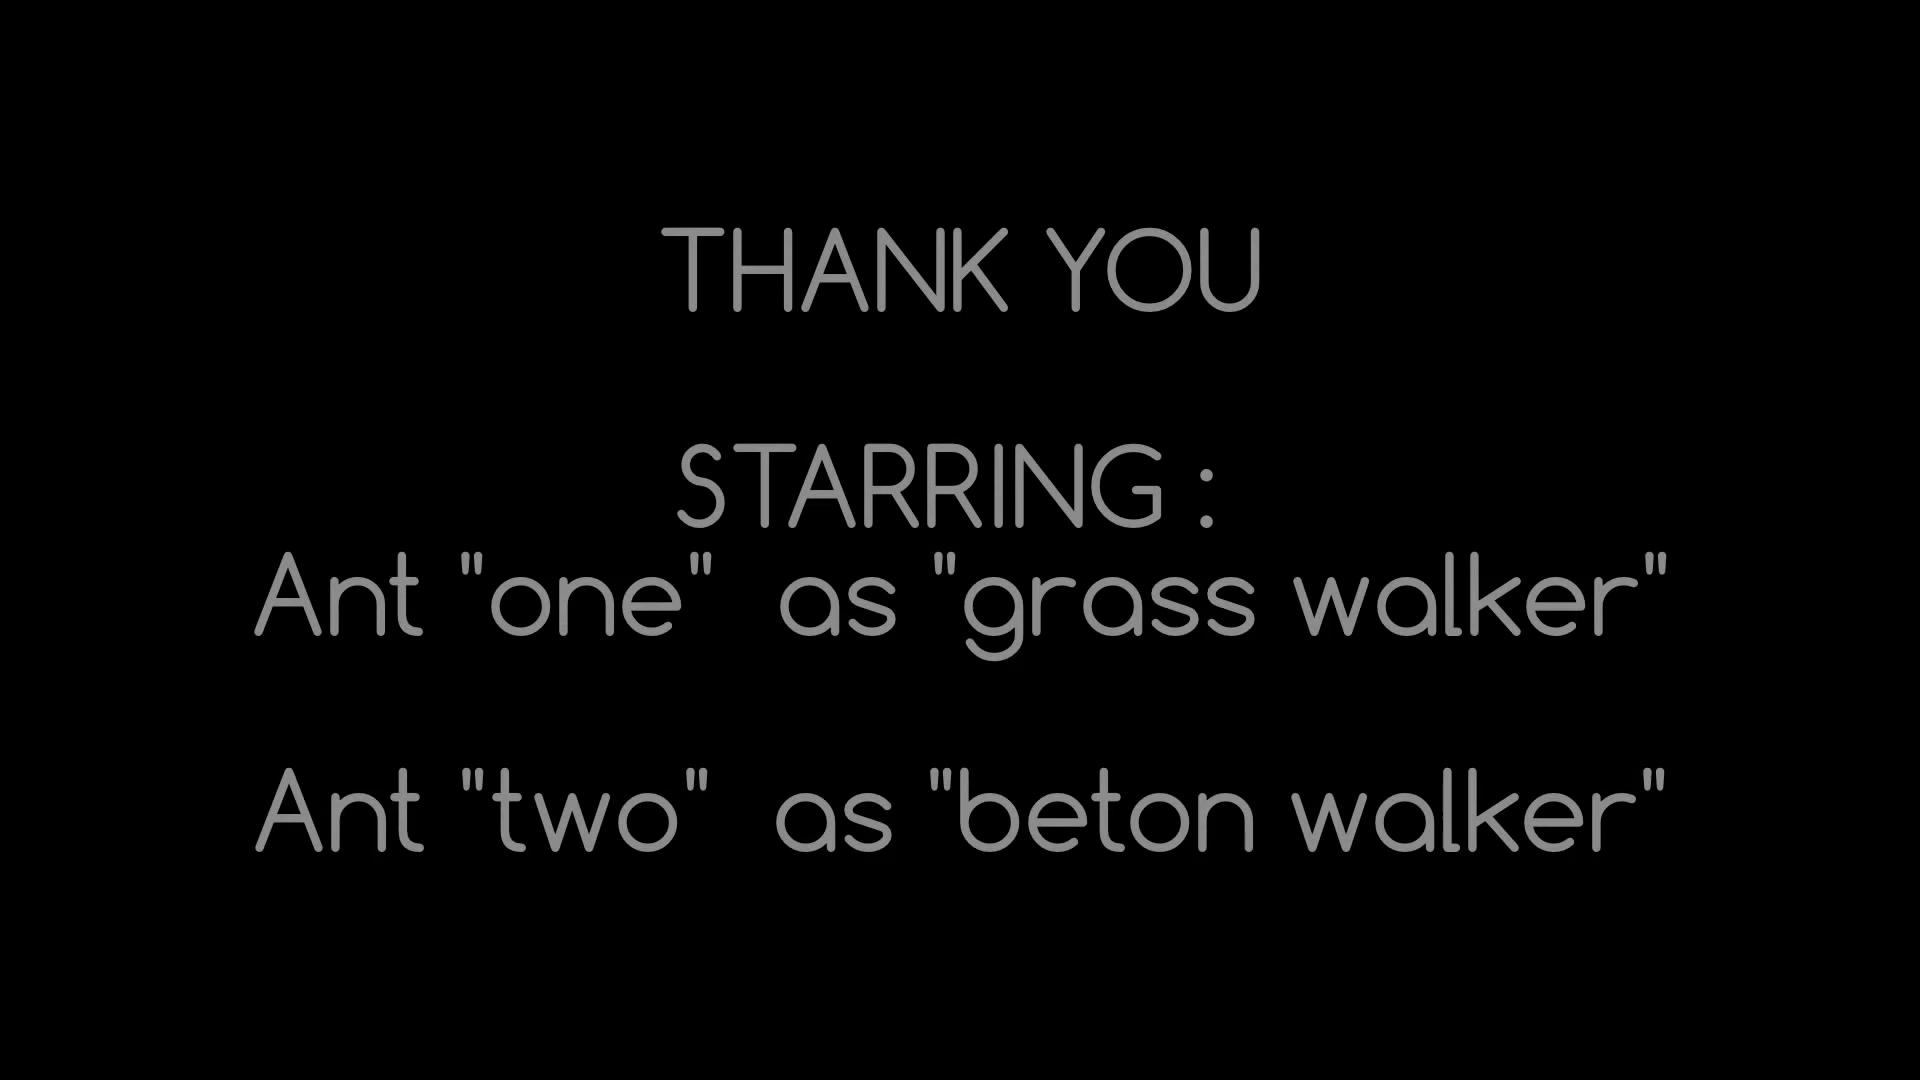 THANK YOU
STARRING :
Ant "one"  as "grass walker"
Ant "two"  as "beton walker"